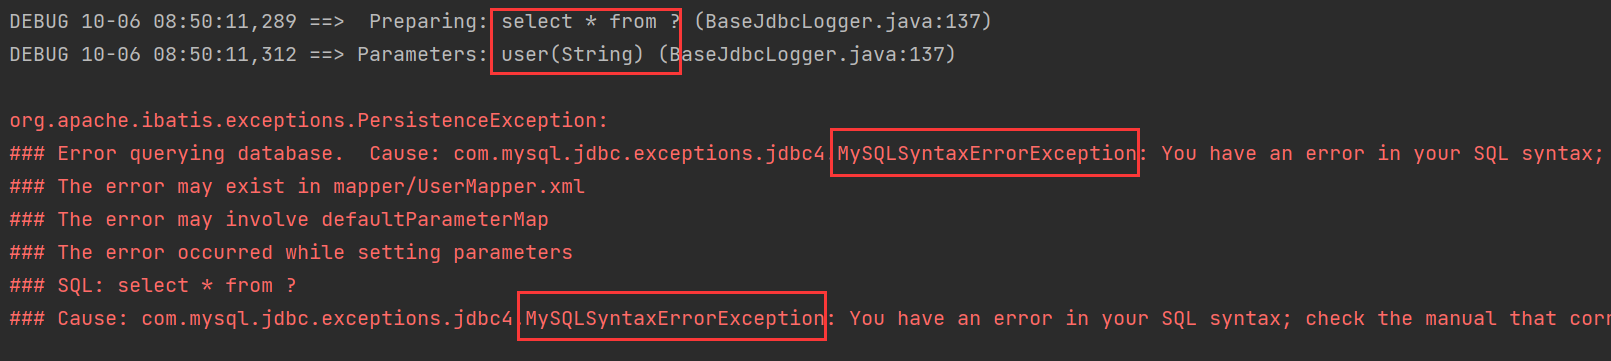 DEBUG 10-06 08:50:11,289 ==>  Preparing: select * from ? (BaseJdbcLogger.java:137)
DEBUG 10-06 08:50:11,312 ==> Parameters: user(String) (BaseJdbcLogger.java:137)
org.apache.ibatis.exceptions.PersistenceException:
### Error querying database.  Cause: com.mysql.jdbc.exceptions.jdbc4.MySQLSyntaxErrorException: You have an error in your SQL syntax;
### The error may exist in mapper/UserMapper.xml
### The error may involve defaultParameterMap
### The error occurred while setting parameters
### SQL: select * from ?
### Cause: com.mysql.jdbc.exceptions.jdbc4.MySQLSyntaxErrorException: You have an error in your SQL syntax; check the manual that corr